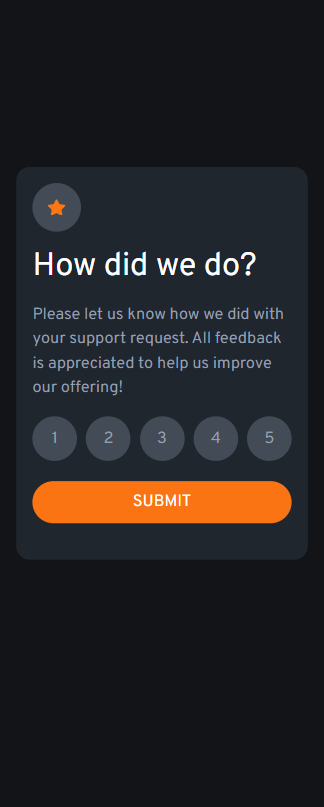 How did we do?
Please let us know how we did with
your support request. All feedback
is appreciated to help us improve
our offering!
1 2 3 4 5
SUBMIT